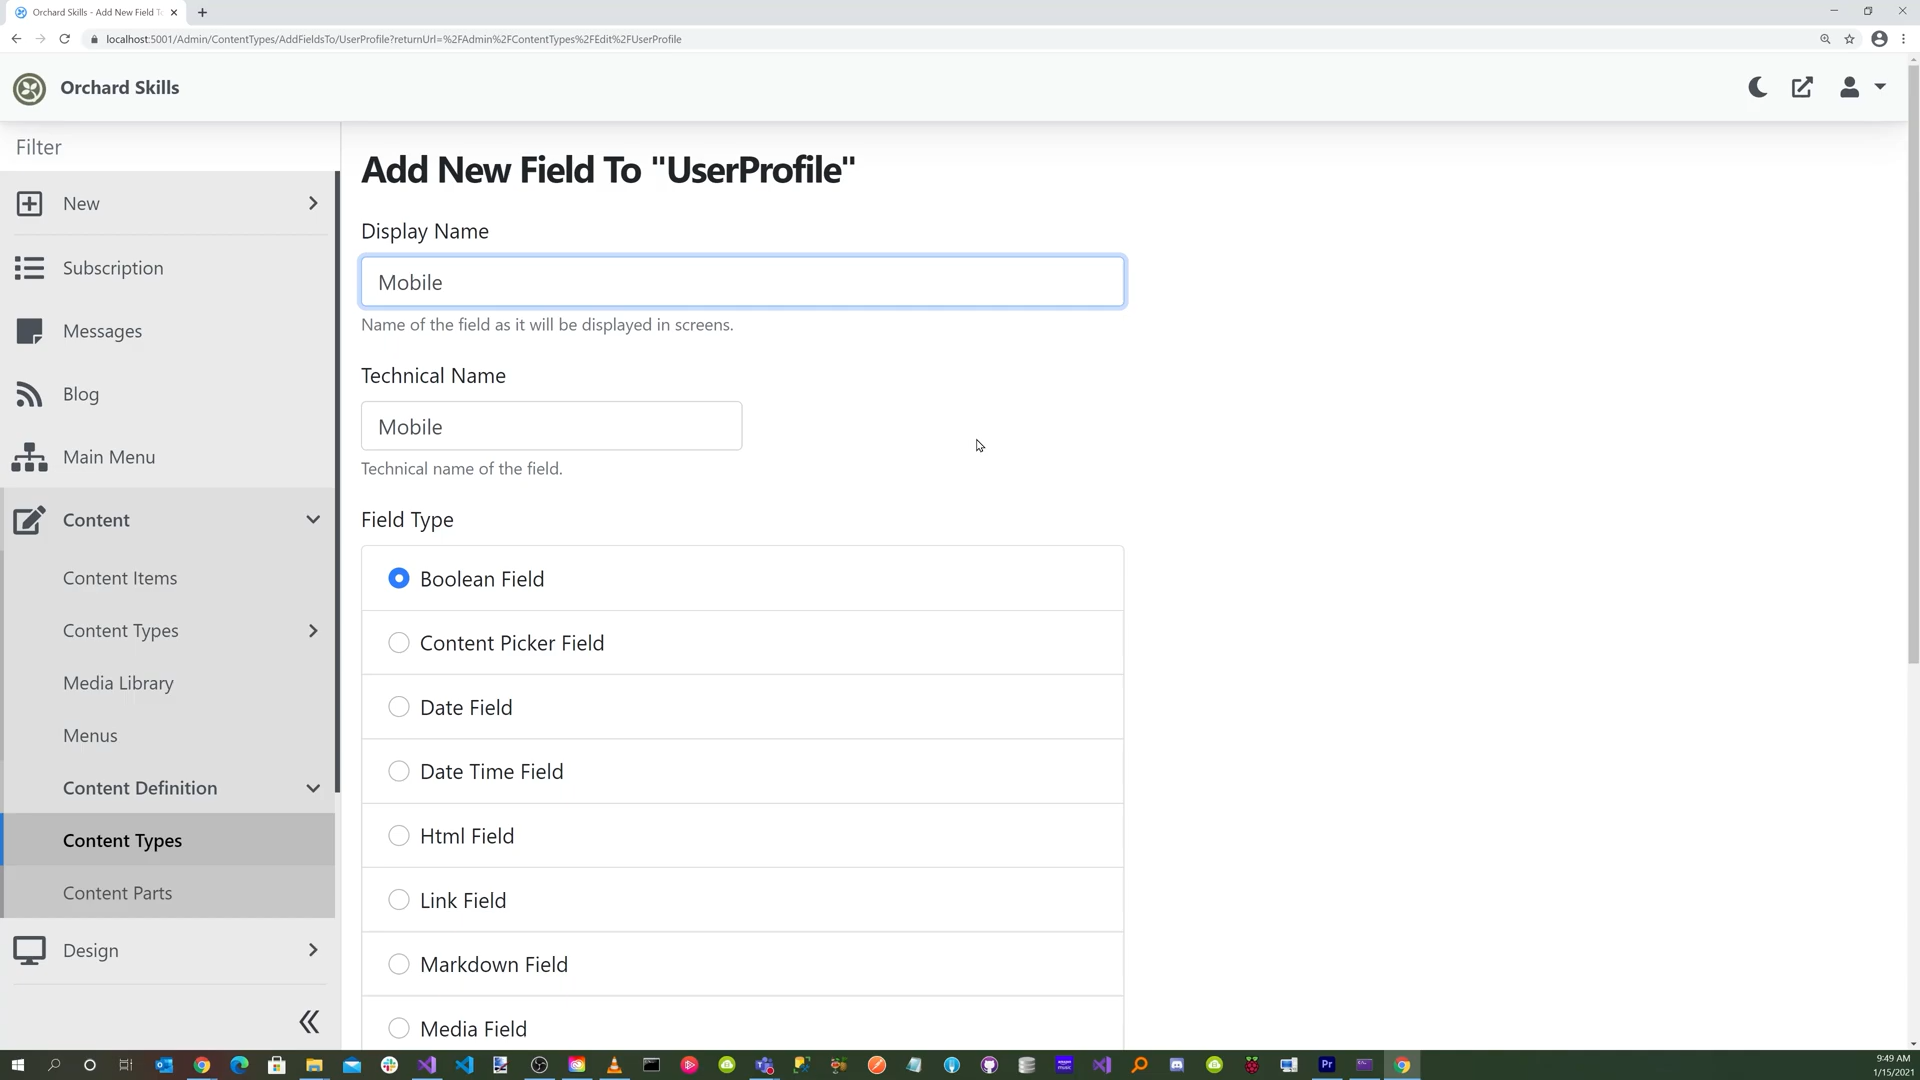 Orchard Skills - Add New Field To
localhost:5001/Admin/ContentTypes/AddFieldsTo/UserProfile?returnUrl=%2FAdmin%2FContentTypes%2FEdit%2FUserProfile
Orchard Skills
Filter
New
Subscription
Messages
Blog
Main Menu
Content
Content Items
Content Types
Media Library
Menus
Content Definition
Content Types
Content Parts
Design
Add New Field To "UserProfile"
Display Name
Mobile
Name of the field as it will be displayed in screens.
Technical Name
Mobile
Technical name of the field.
Field Type
Boolean Field
Content Picker Field
Date Field
Date Time Field
Html Field
Link Field
Markdown Field
Media Field
Pr
9:49 AM
1/15/2021